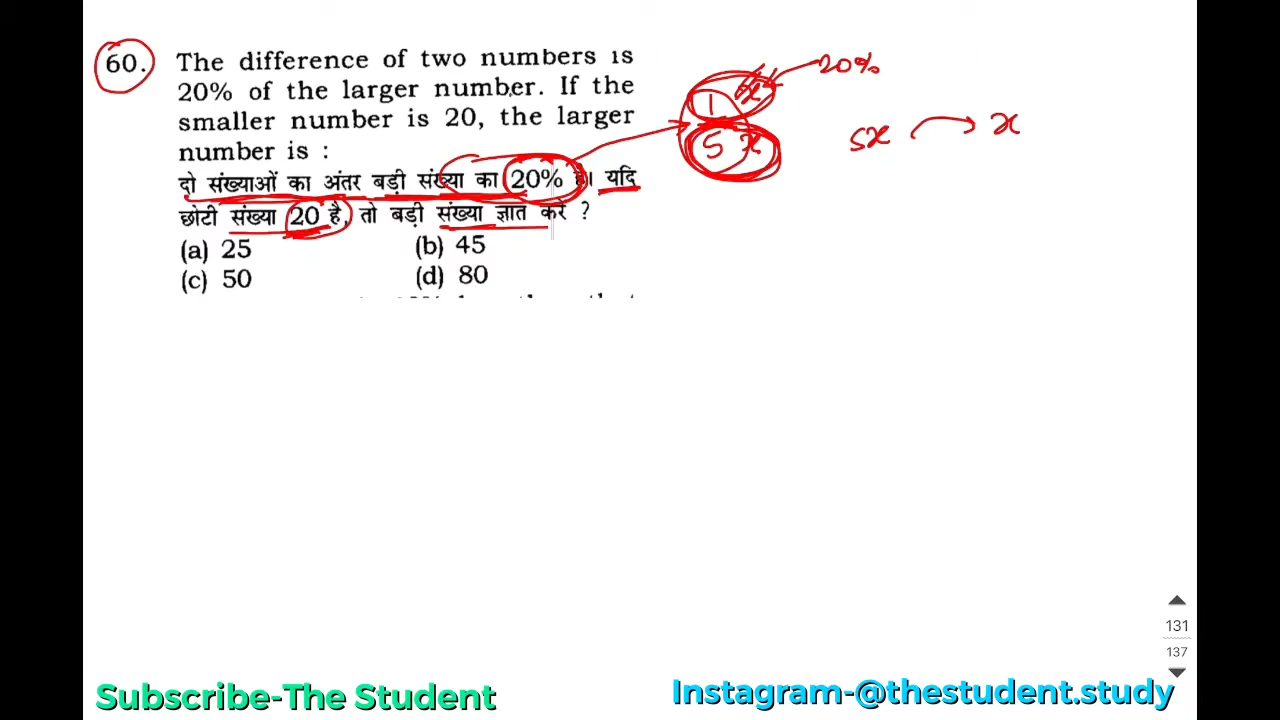 60. The difference of two numbers is
20% of the larger number. If the
smaller number is 20, the larger
number is :
दो संख्याओं का अंतर बड़ी संख्या का 20% है। यदि
छोटी संख्या 20 है, तो बड़ी संख्या ज्ञात करें ?
(a) 25 (b) 45
(c) 50 (d) 80
20%
1 x
5 x
5x x
131
137
Subscribe-The Student
Instagram-@thestudent.study